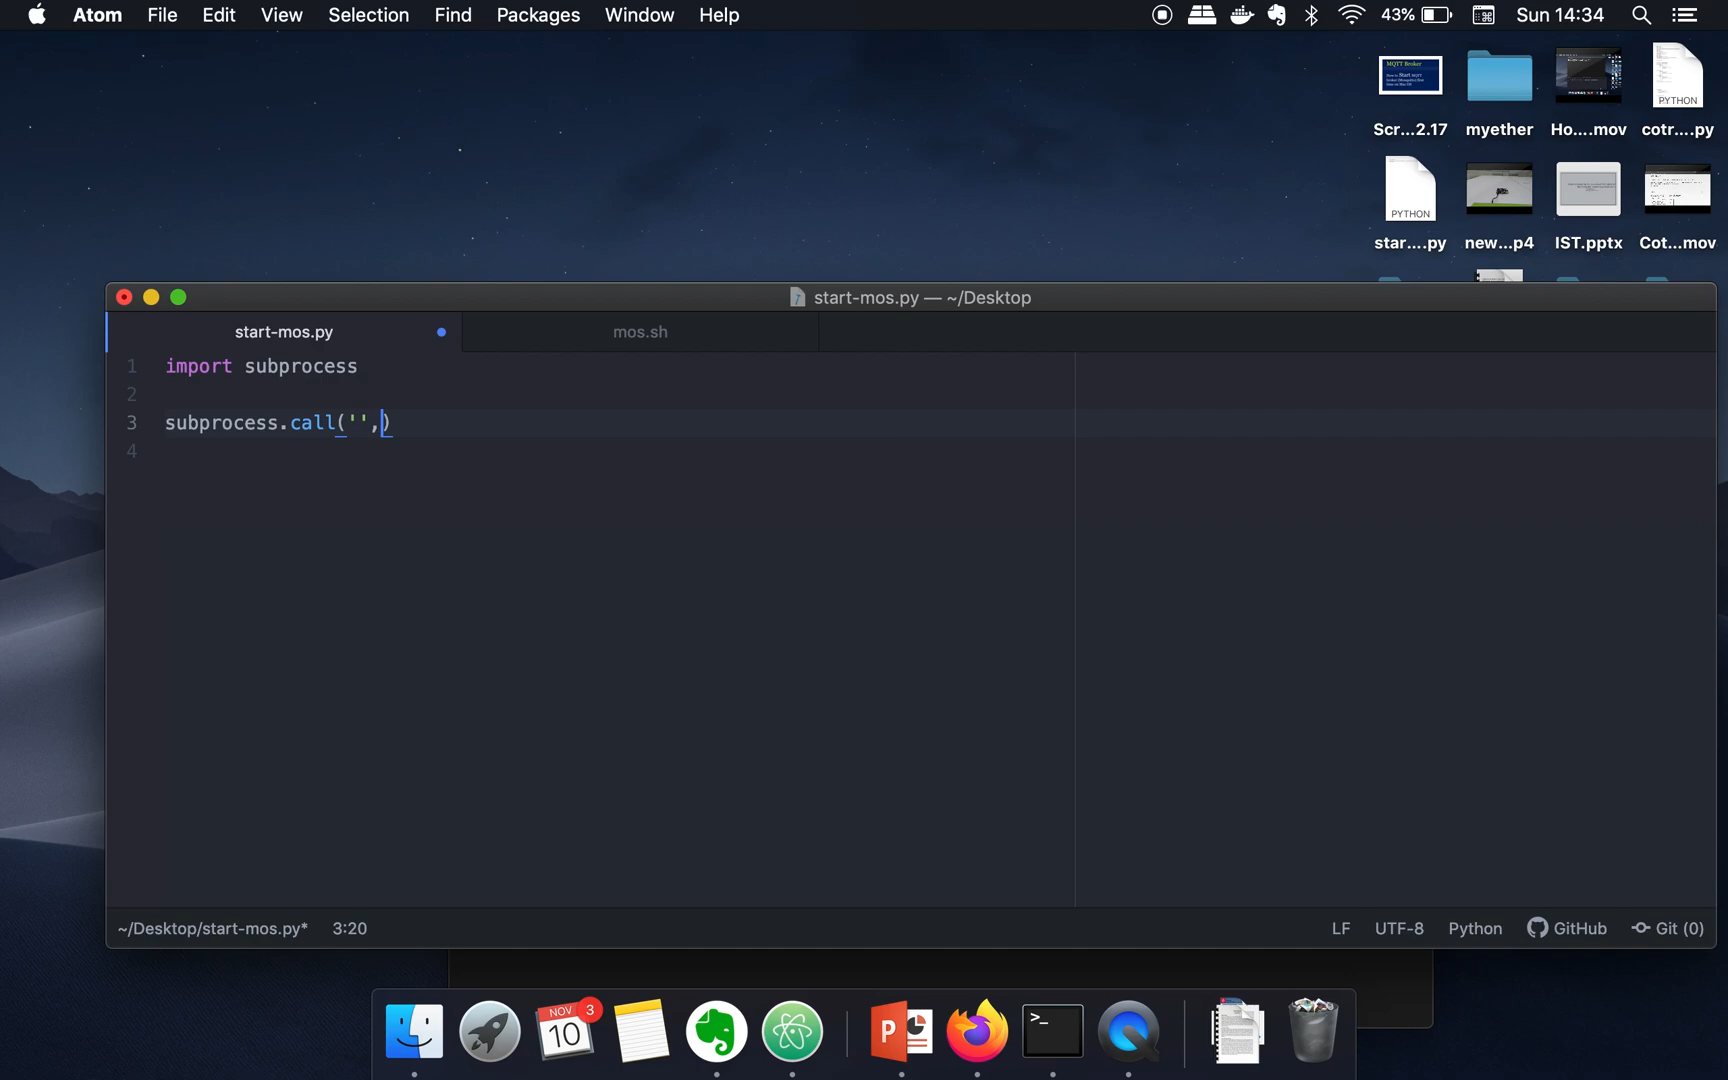 Atom File Edit View Selection Find Packages Window Help 43% Sun 14:34
MQTT Broker
PYTHON
Scr...2.17 myether Ho....mov cotr....py
PYTHON
star....py new...p4 IST.pptx Cot...mov
start-mos.py — ~/Desktop
start-mos.py mos.sh
1 import subprocess
2
3 subprocess.call('',)
4
~/Desktop/start-mos.py* 3:20 LF UTF-8 Python GitHub Git (0)
NOV 3
10
P
>_